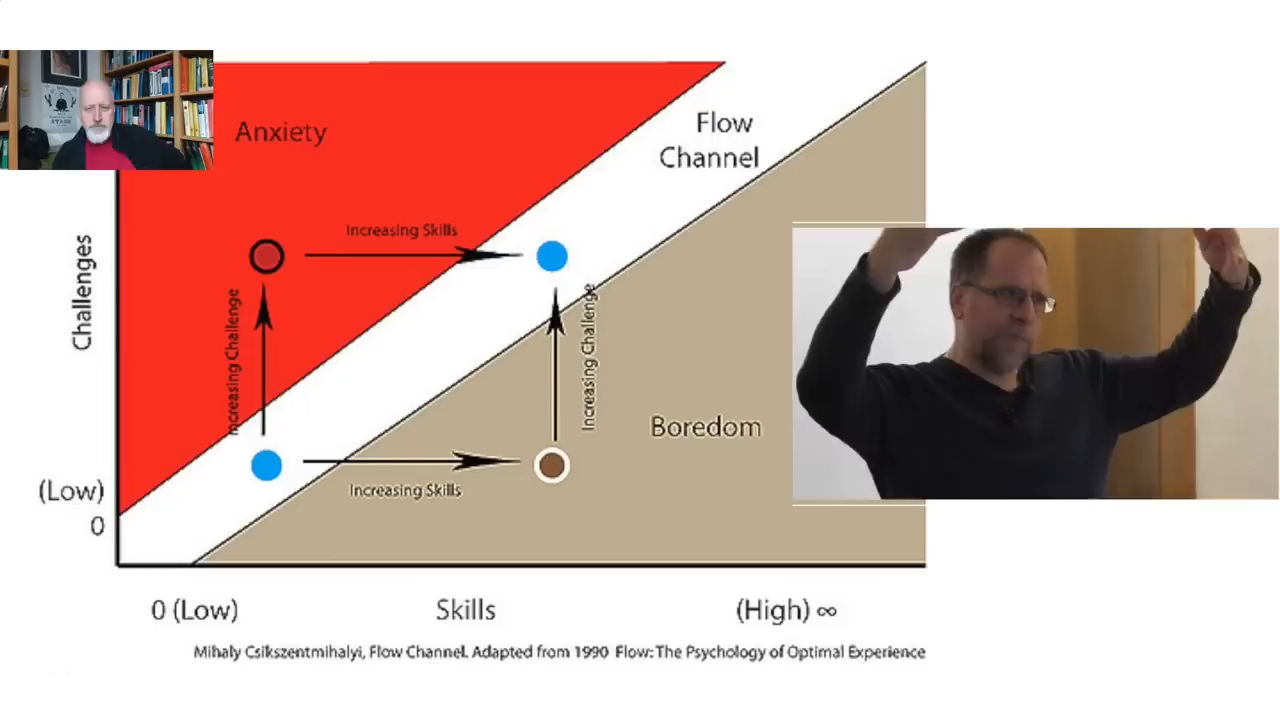 Anxiety
Flow
Channel
Increasing Skills
Challenges
Increasing Challenge
Increasing Challenge
Boredom
(Low)
0
Increasing Skills
0 (Low)
Skills
(High) ∞
Mihaly Csikszentmihalyi, Flow Channel. Adapted from 1990 Flow: The Psychology of Optimal Experience